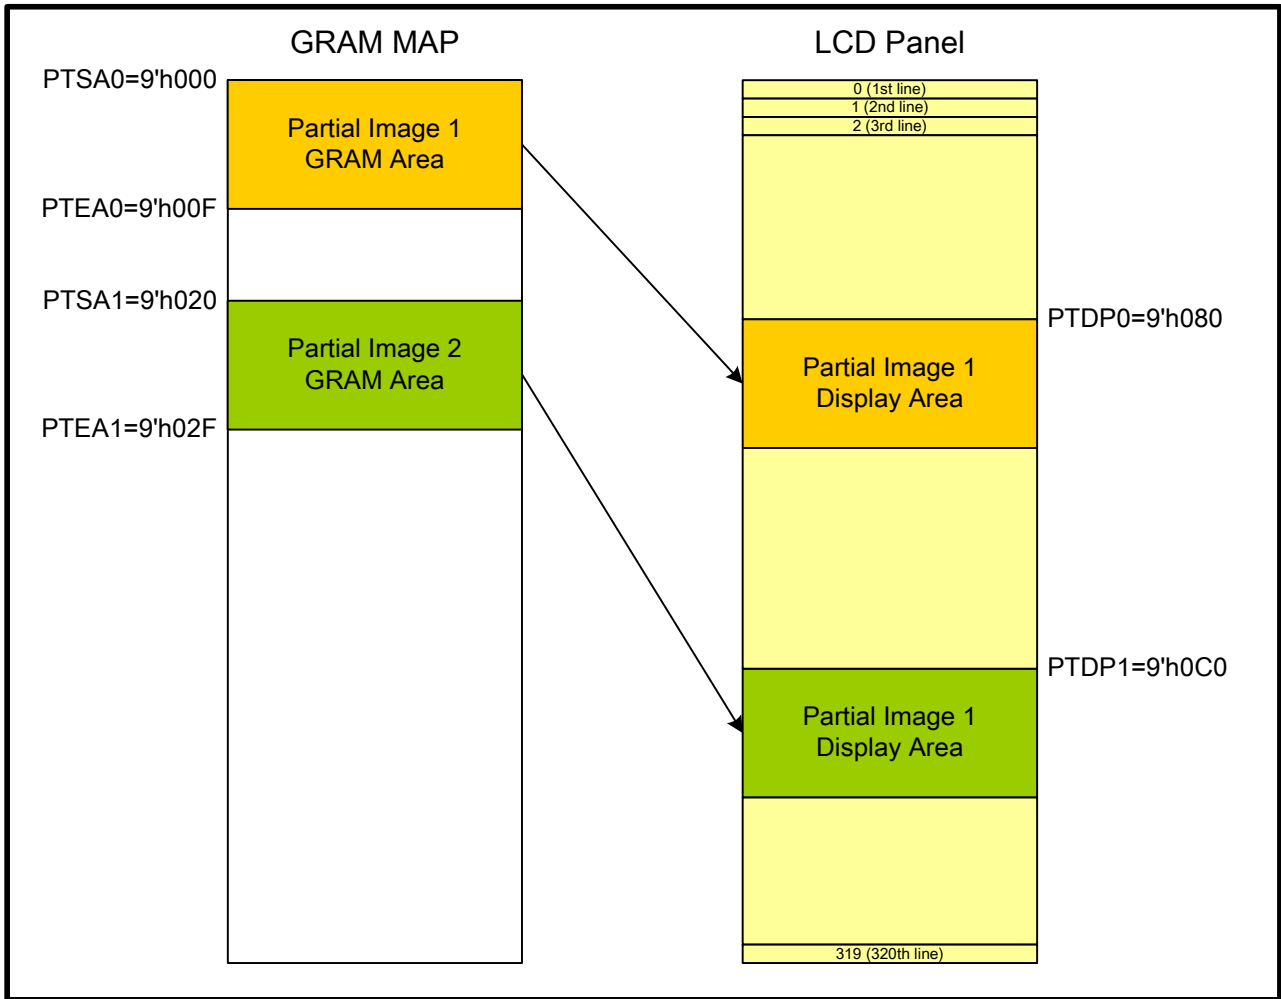 GRAM MAP
LCD Panel
PTSA0=9'h000
0 (1st line)
1 (2nd line)
2 (3rd line)
Partial Image 1
GRAM Area
PTEA0=9'h00F
PTSA1=9'h020
PTDP0=9'h080
Partial Image 2
GRAM Area
Partial Image 1
Display Area
PTEA1=9'h02F
PTDP1=9'h0C0
Partial Image 1
Display Area
319 (320th line)